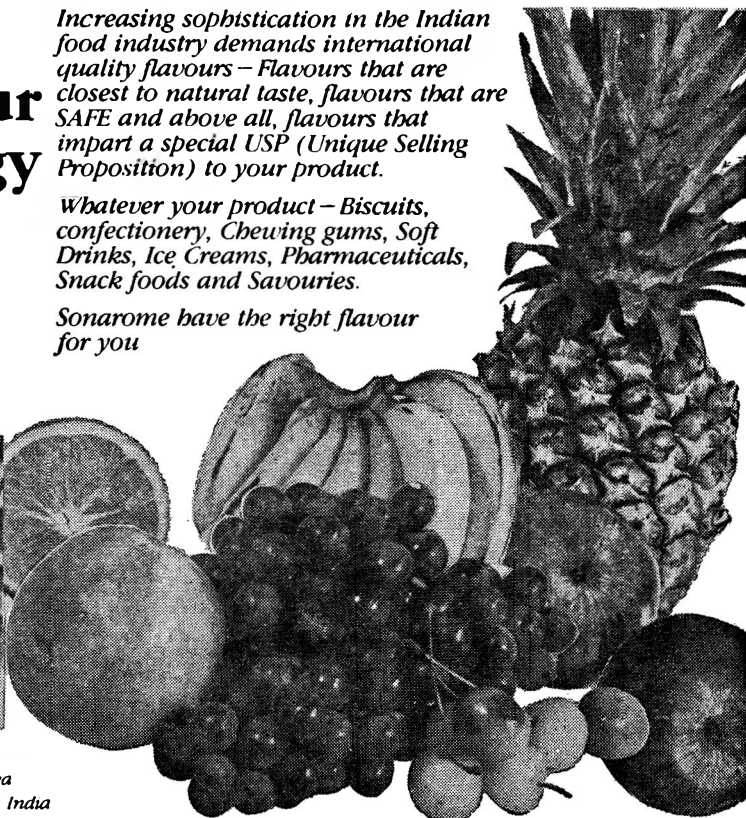 Increasing sophistication in the Indian
food industry demands international
quality flavours – Flavours that are
closest to natural taste, flavours that are
SAFE and above all, flavours that
impart a special USP (Unique Selling
Proposition) to your product.
Whatever your product – Biscuits,
confectionery, Chewing gums, Soft
Drinks, Ice Creams, Pharmaceuticals,
Snack foods and Savouries.
Sonarome have the right flavour
for you
India